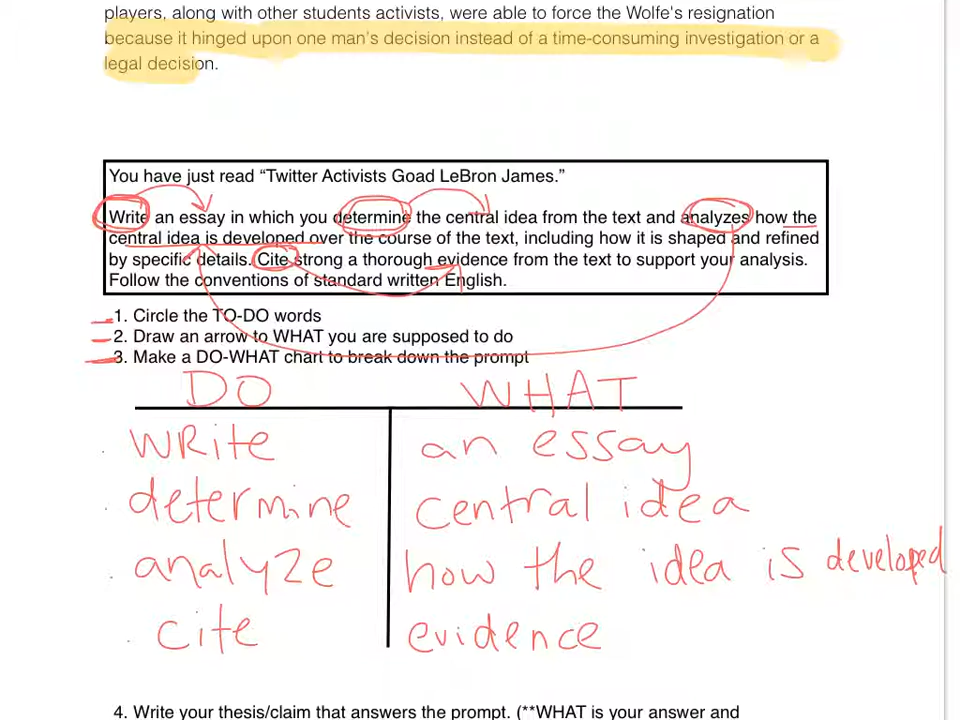 players, along with other students activists, were able to force the Wolfe's resignation
because it hinged upon one man's decision instead of a time-consuming investigation or a
legal decision.
You have just read “Twitter Activists Goad LeBron James.”
Write an essay in which you determine the central idea from the text and analyzes how the
central idea is developed over the course of the text, including how it is shaped and refined
by specific details. Cite strong a thorough evidence from the text to support your analysis.
Follow the conventions of standard written English.
1. Circle the TO-DO words
2. Draw an arrow to WHAT you are supposed to do
3. Make a DO-WHAT chart to break down the prompt
DO WHAT
WRite an essay
determine central idea
analyze how the idea is developed
cite evidence
4. Write your thesis/claim that answers the prompt. (**WHAT is your answer and